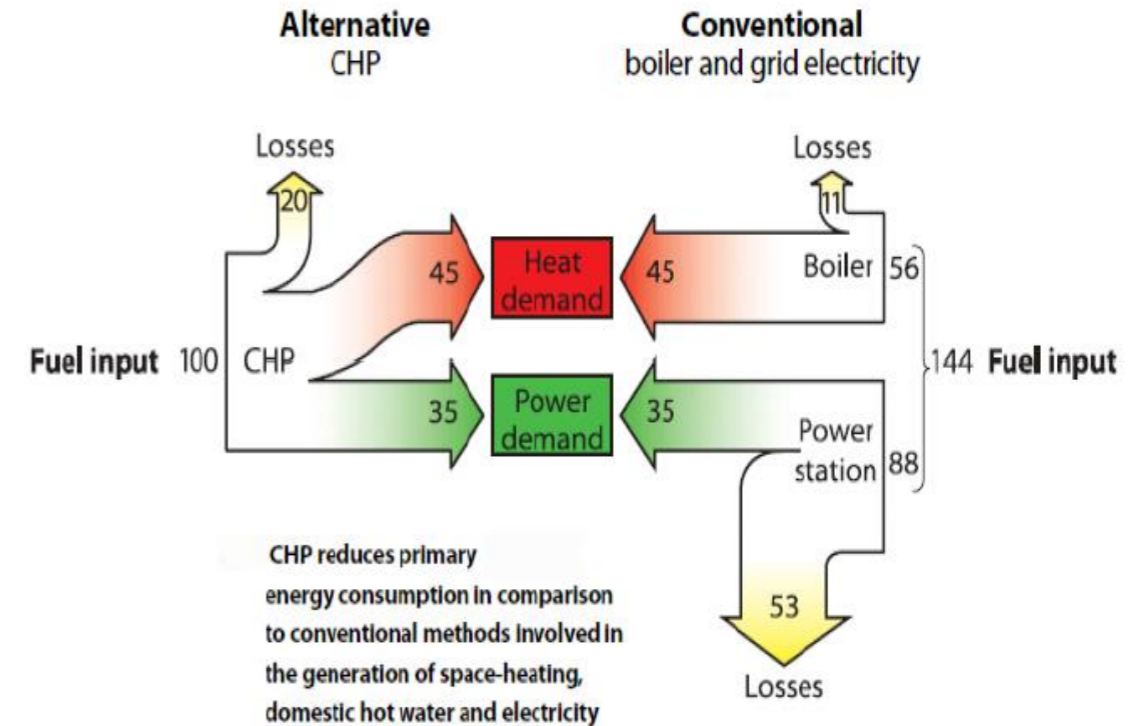 Alternative
CHP
Conventional
boiler and grid electricity
Losses
20
Losses
11
45
Heat
demand
45
Boiler
56
Fuel input 100
CHP
144 Fuel input
35
Power
demand
35
Power
station
88
53
Losses
CHP reduces primary
energy consumption in comparison
to conventional methods involved in
the generation of space-heating,
domestic hot water and electricity